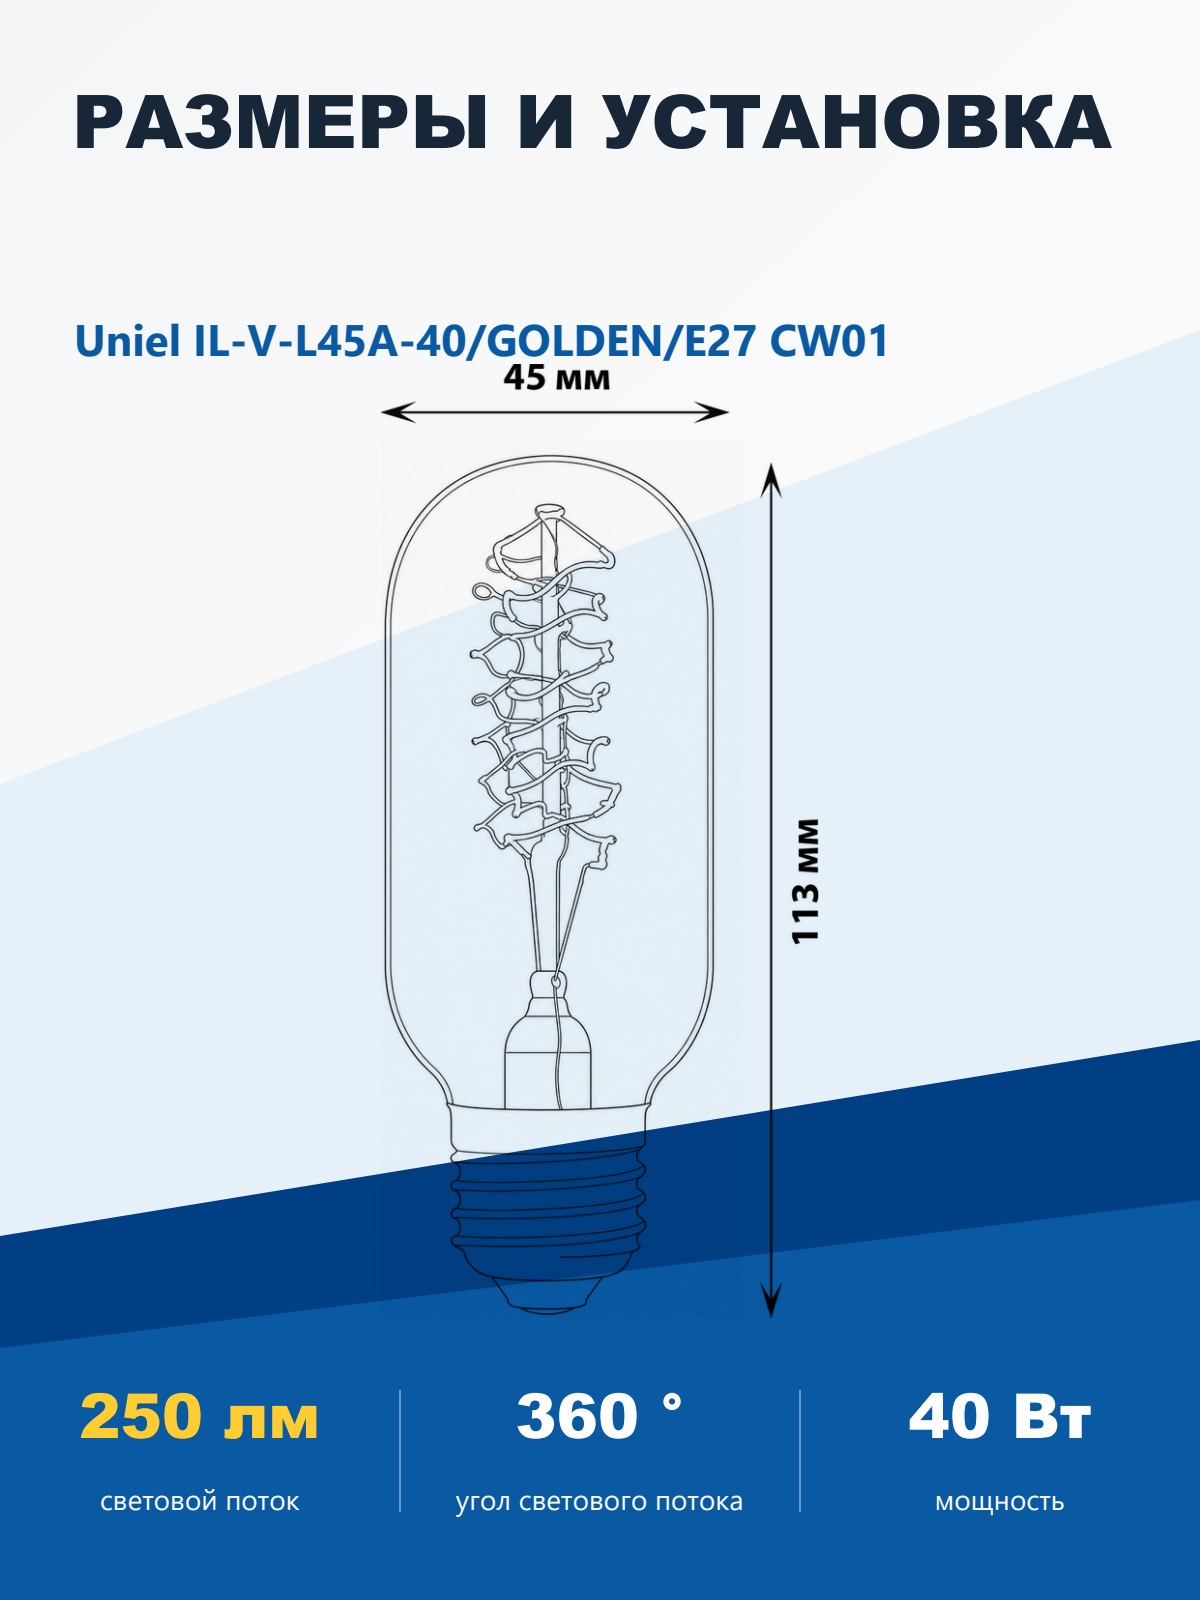 РАЗМЕРЫ И УСТАНОВКА
Uniel IL-V-L45A-40/GOLDEN/E27 CW01
45 мм
113 мм
250 лм
360 °
40 Вт
световой поток
угол светового потока
мощность